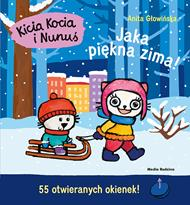 Anita Głowińska
Kicia Kocia
i Nunuś
Jaka
piękna zima!
Media Rodzina
55 otwieranych okienek!